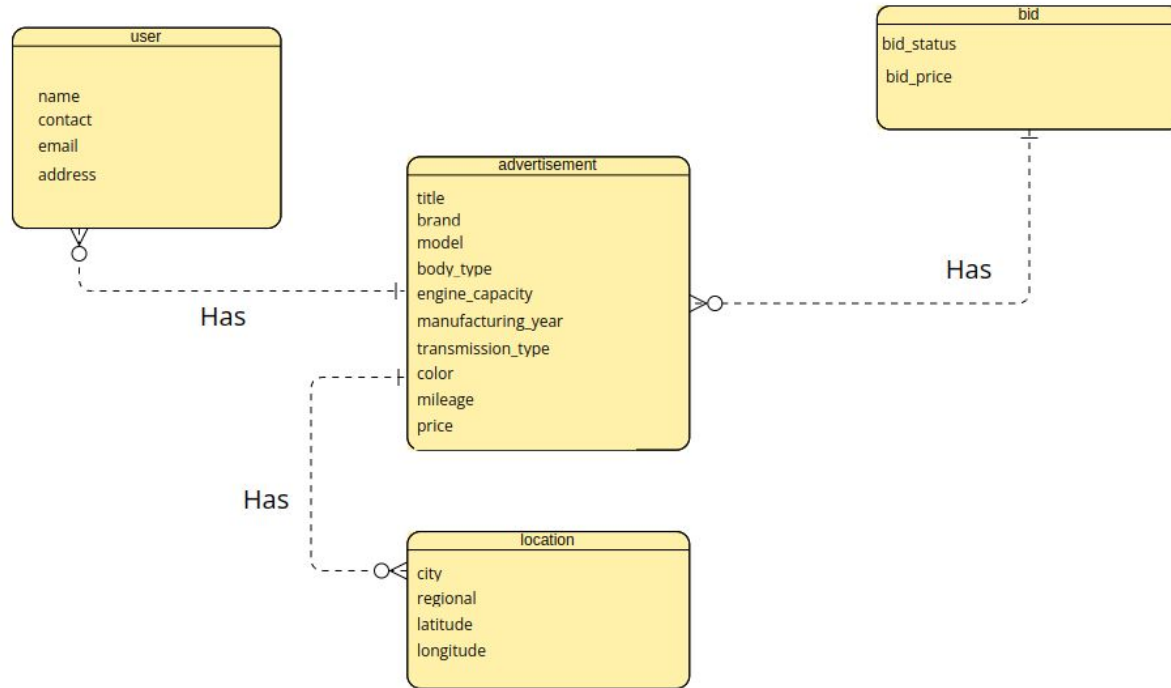 user
name
contact
email
address
bid
bid_status
bid_price
advertisement
title
brand
model
body_type
engine_capacity
manufacturing_year
transmission_type
color
mileage
price
Has
Has
Has
location
city
regional
latitude
longitude